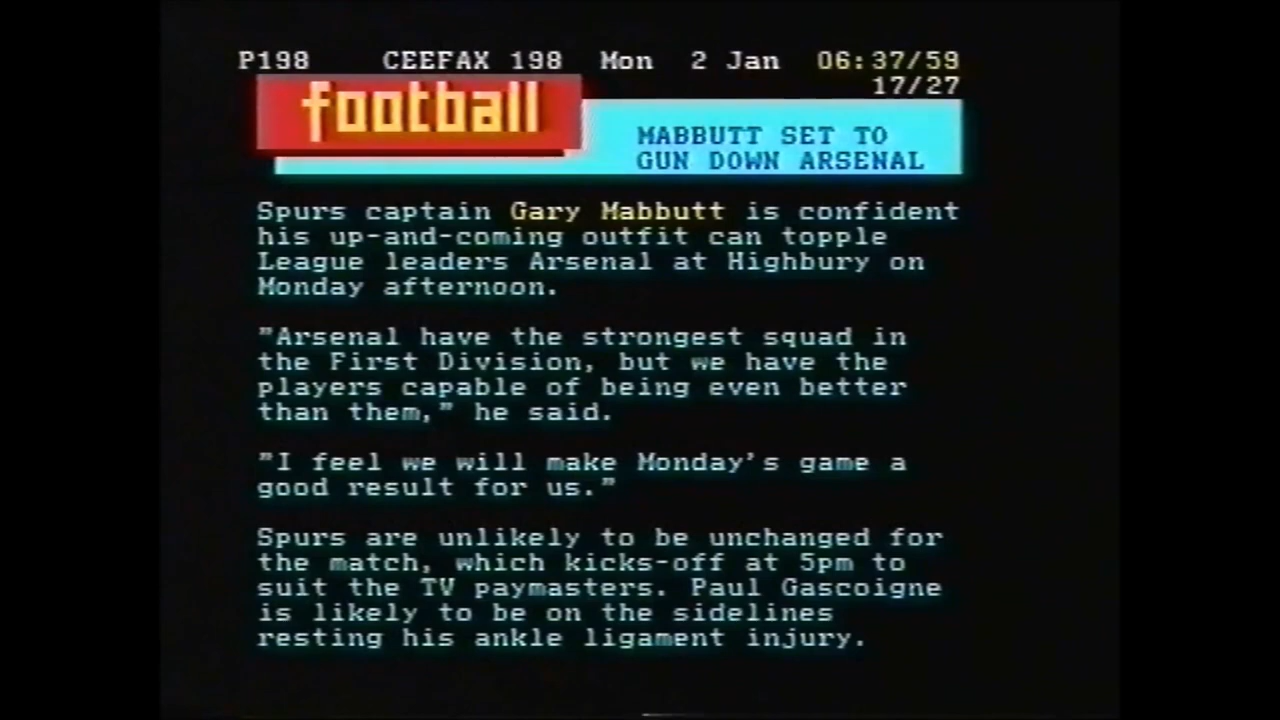 P198 CEEFAX 198 Mon 2 Jan 06:37/59
17/27
football
MABBUTT SET TO
GUN DOWN ARSENAL
Spurs captain Gary Mabbutt is confident
his up-and-coming outfit can topple
League leaders Arsenal at Highbury on
Monday afternoon.
"Arsenal have the strongest squad in
the First Division, but we have the
players capable of being even better
than them," he said.
"I feel we will make Monday's game a
good result for us."
Spurs are unlikely to be unchanged for
the match, which kicks-off at 5pm to
suit the TV paymasters. Paul Gascoigne
is likely to be on the sidelines
resting his ankle ligament injury.